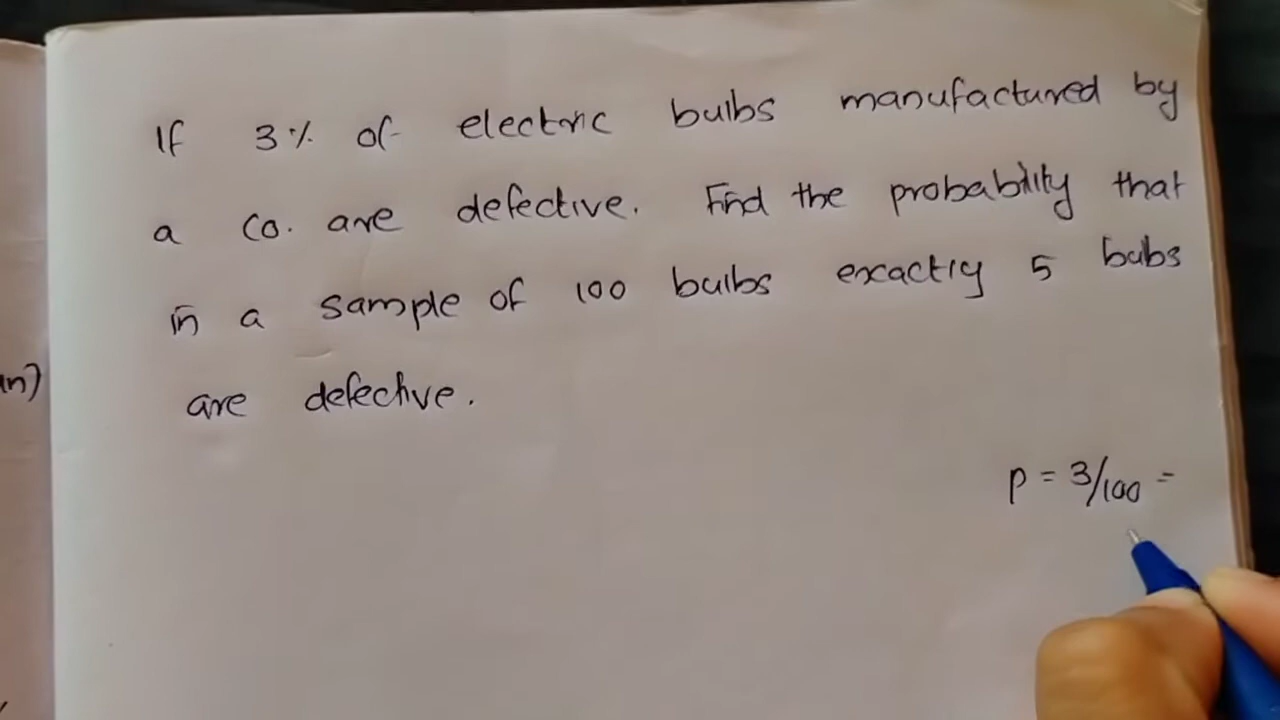 If 3% of electric bulbs manufactured by
a co. are defective. Find the probability that
in a sample of 100 bulbs exactly 5 bubs
are defective.
p = 3/100 =